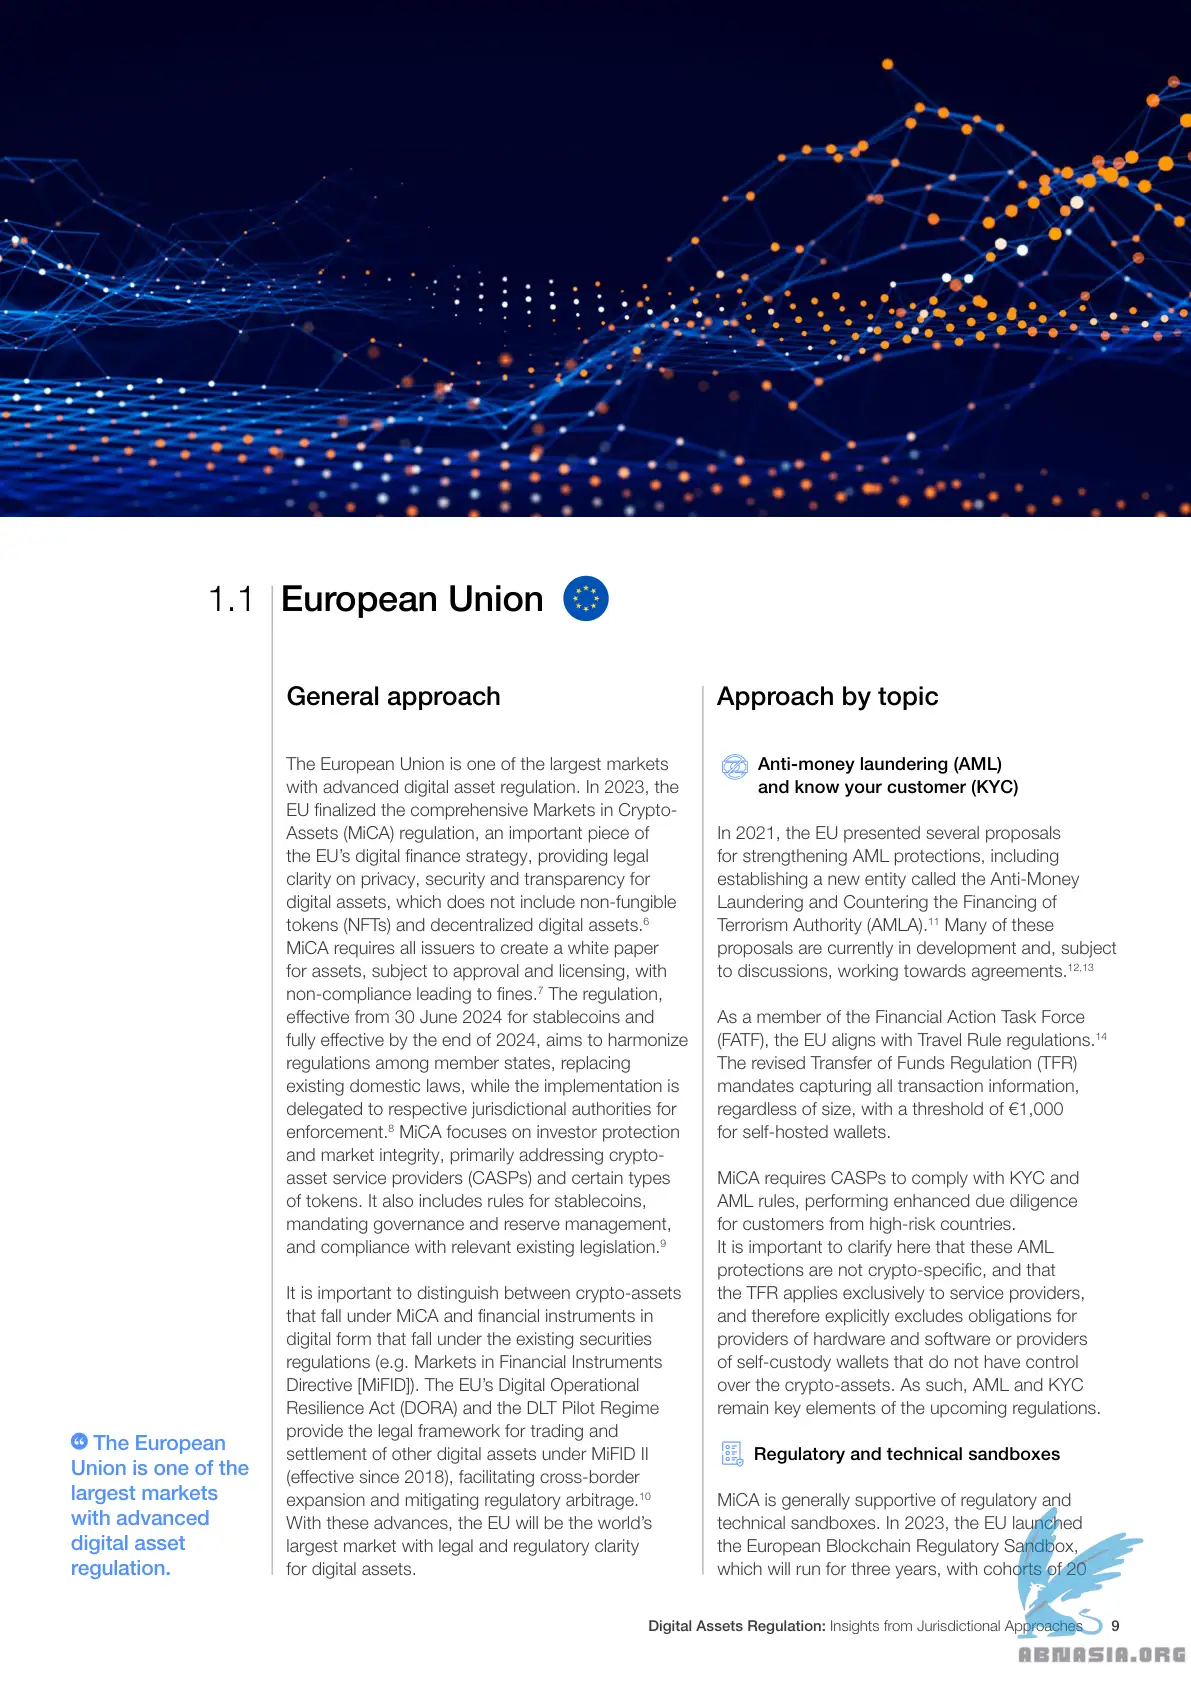 1.1 European Union
General approach
The European Union is one of the largest markets
with advanced digital asset regulation. In 2023, the
EU finalized the comprehensive Markets in Crypto-
Assets (MiCA) regulation, an important piece of
the EU's digital finance strategy, providing legal
clarity on privacy, security and transparency for
digital assets, which does not include non-fungible
tokens (NFTs) and decentralized digital assets.6
MiCA requires all issuers to create a white paper
for assets, subject to approval and licensing, with
non-compliance leading to fines.7 The regulation,
effective from 30 June 2024 for stablecoins and
fully effective by the end of 2024, aims to harmonize
regulations among member states, replacing
existing domestic laws, while the implementation is
delegated to respective jurisdictional authorities for
enforcement.8 MiCA focuses on investor protection
and market integrity, primarily addressing crypto-
asset service providers (CASPs) and certain types
of tokens. It also includes rules for stablecoins,
mandating governance and reserve management,
and compliance with relevant existing legislation.9
It is important to distinguish between crypto-assets
that fall under MiCA and financial instruments in
digital form that fall under the existing securities
regulations (e.g. Markets in Financial Instruments
Directive [MiFID]). The EU's Digital Operational
Resilience Act (DORA) and the DLT Pilot Regime
provide the legal framework for trading and
settlement of other digital assets under MiFID II
(effective since 2018), facilitating cross-border
expansion and mitigating regulatory arbitrage.10
With these advances, the EU will be the world's
largest market with legal and regulatory clarity
for digital assets.
The European
Union is one of the
largest markets
with advanced
digital asset
regulation.
Approach by topic
Anti-money laundering (AML)
and know your customer (KYC)
In 2021, the EU presented several proposals
for strengthening AML protections, including
establishing a new entity called the Anti-Money
Laundering and Countering the Financing of
Terrorism Authority (AMLA).11 Many of these
proposals are currently in development and, subject
to discussions, working towards agreements.12,13
As a member of the Financial Action Task Force
(FATF), the EU aligns with Travel Rule regulations.14
The revised Transfer of Funds Regulation (TFR)
mandates capturing all transaction information,
regardless of size, with a threshold of €1,000
for self-hosted wallets.
MiCA requires CASPs to comply with KYC and
AML rules, performing enhanced due diligence
for customers from high-risk countries.
It is important to clarify here that these AML
protections are not crypto-specific, and that
the TFR applies exclusively to service providers,
and therefore explicitly excludes obligations for
providers of hardware and software or providers
of self-custody wallets that do not have control
over the crypto-assets. As such, AML and KYC
remain key elements of the upcoming regulations.
Regulatory and technical sandboxes
MiCA is generally supportive of regulatory and
technical sandboxes. In 2023, the EU launched
the European Blockchain Regulatory Sandbox,
which will run for three years, with cohorts of 20
Digital Assets Regulation: Insights from Jurisdictional Approaches 9
ABNASIA.ORG